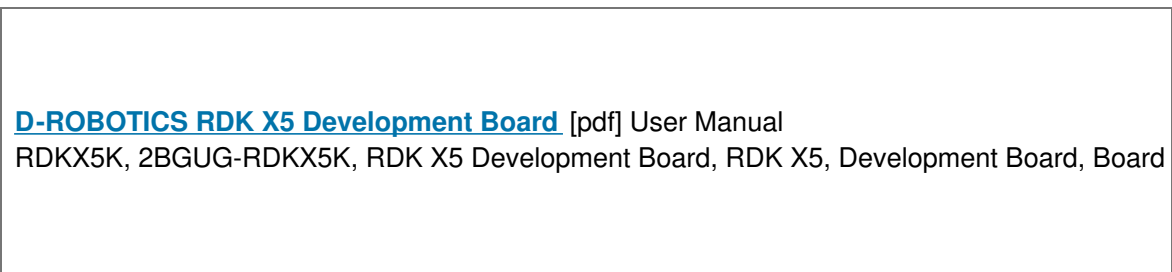 D-ROBOTICS RDK X5 Development Board [pdf] User Manual
RDKX5K, 2BGUG-RDKX5K, RDK X5 Development Board, RDK X5, Development Board, Board